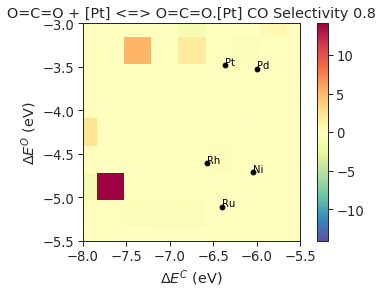 O=C=O + [Pt] <=> O=C=O.[Pt] CO Selectivity 0.8
−3.0
−3.5
−4.0
−4.5
−5.0
−5.5
ΔE^O (eV)
Pt
Pd
Rh
Ni
Ru
−8.0 −7.5 −7.0 −6.5 −6.0 −5.5
ΔE^C (eV)
10
5
0
−5
−10